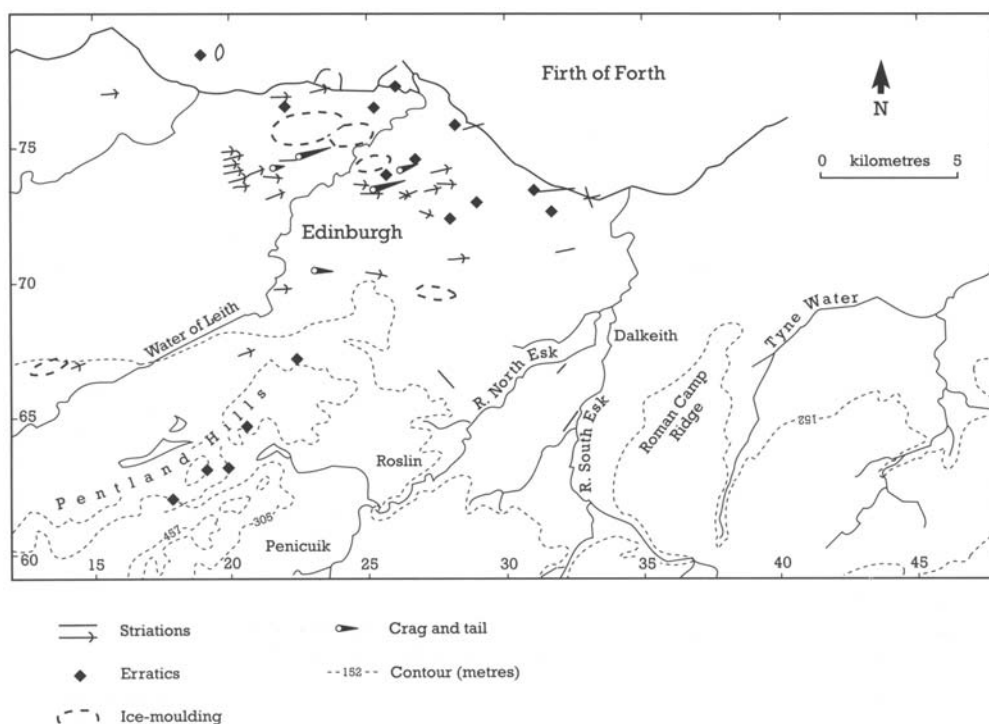 Firth of Forth
N
75
0 kilometres 5
Edinburgh
70
Water of Leith
Tyne Water
Dalkeith
R. North Esk
65
Pentland Hills
R. South Esk
Roman Camp
Ridge
152
Roslin
457
305
Penicuik
60
15
20
25
30
35
40
45
Striations
Crag and tail
Erratics
--152-- Contour (metres)
Ice-moulding